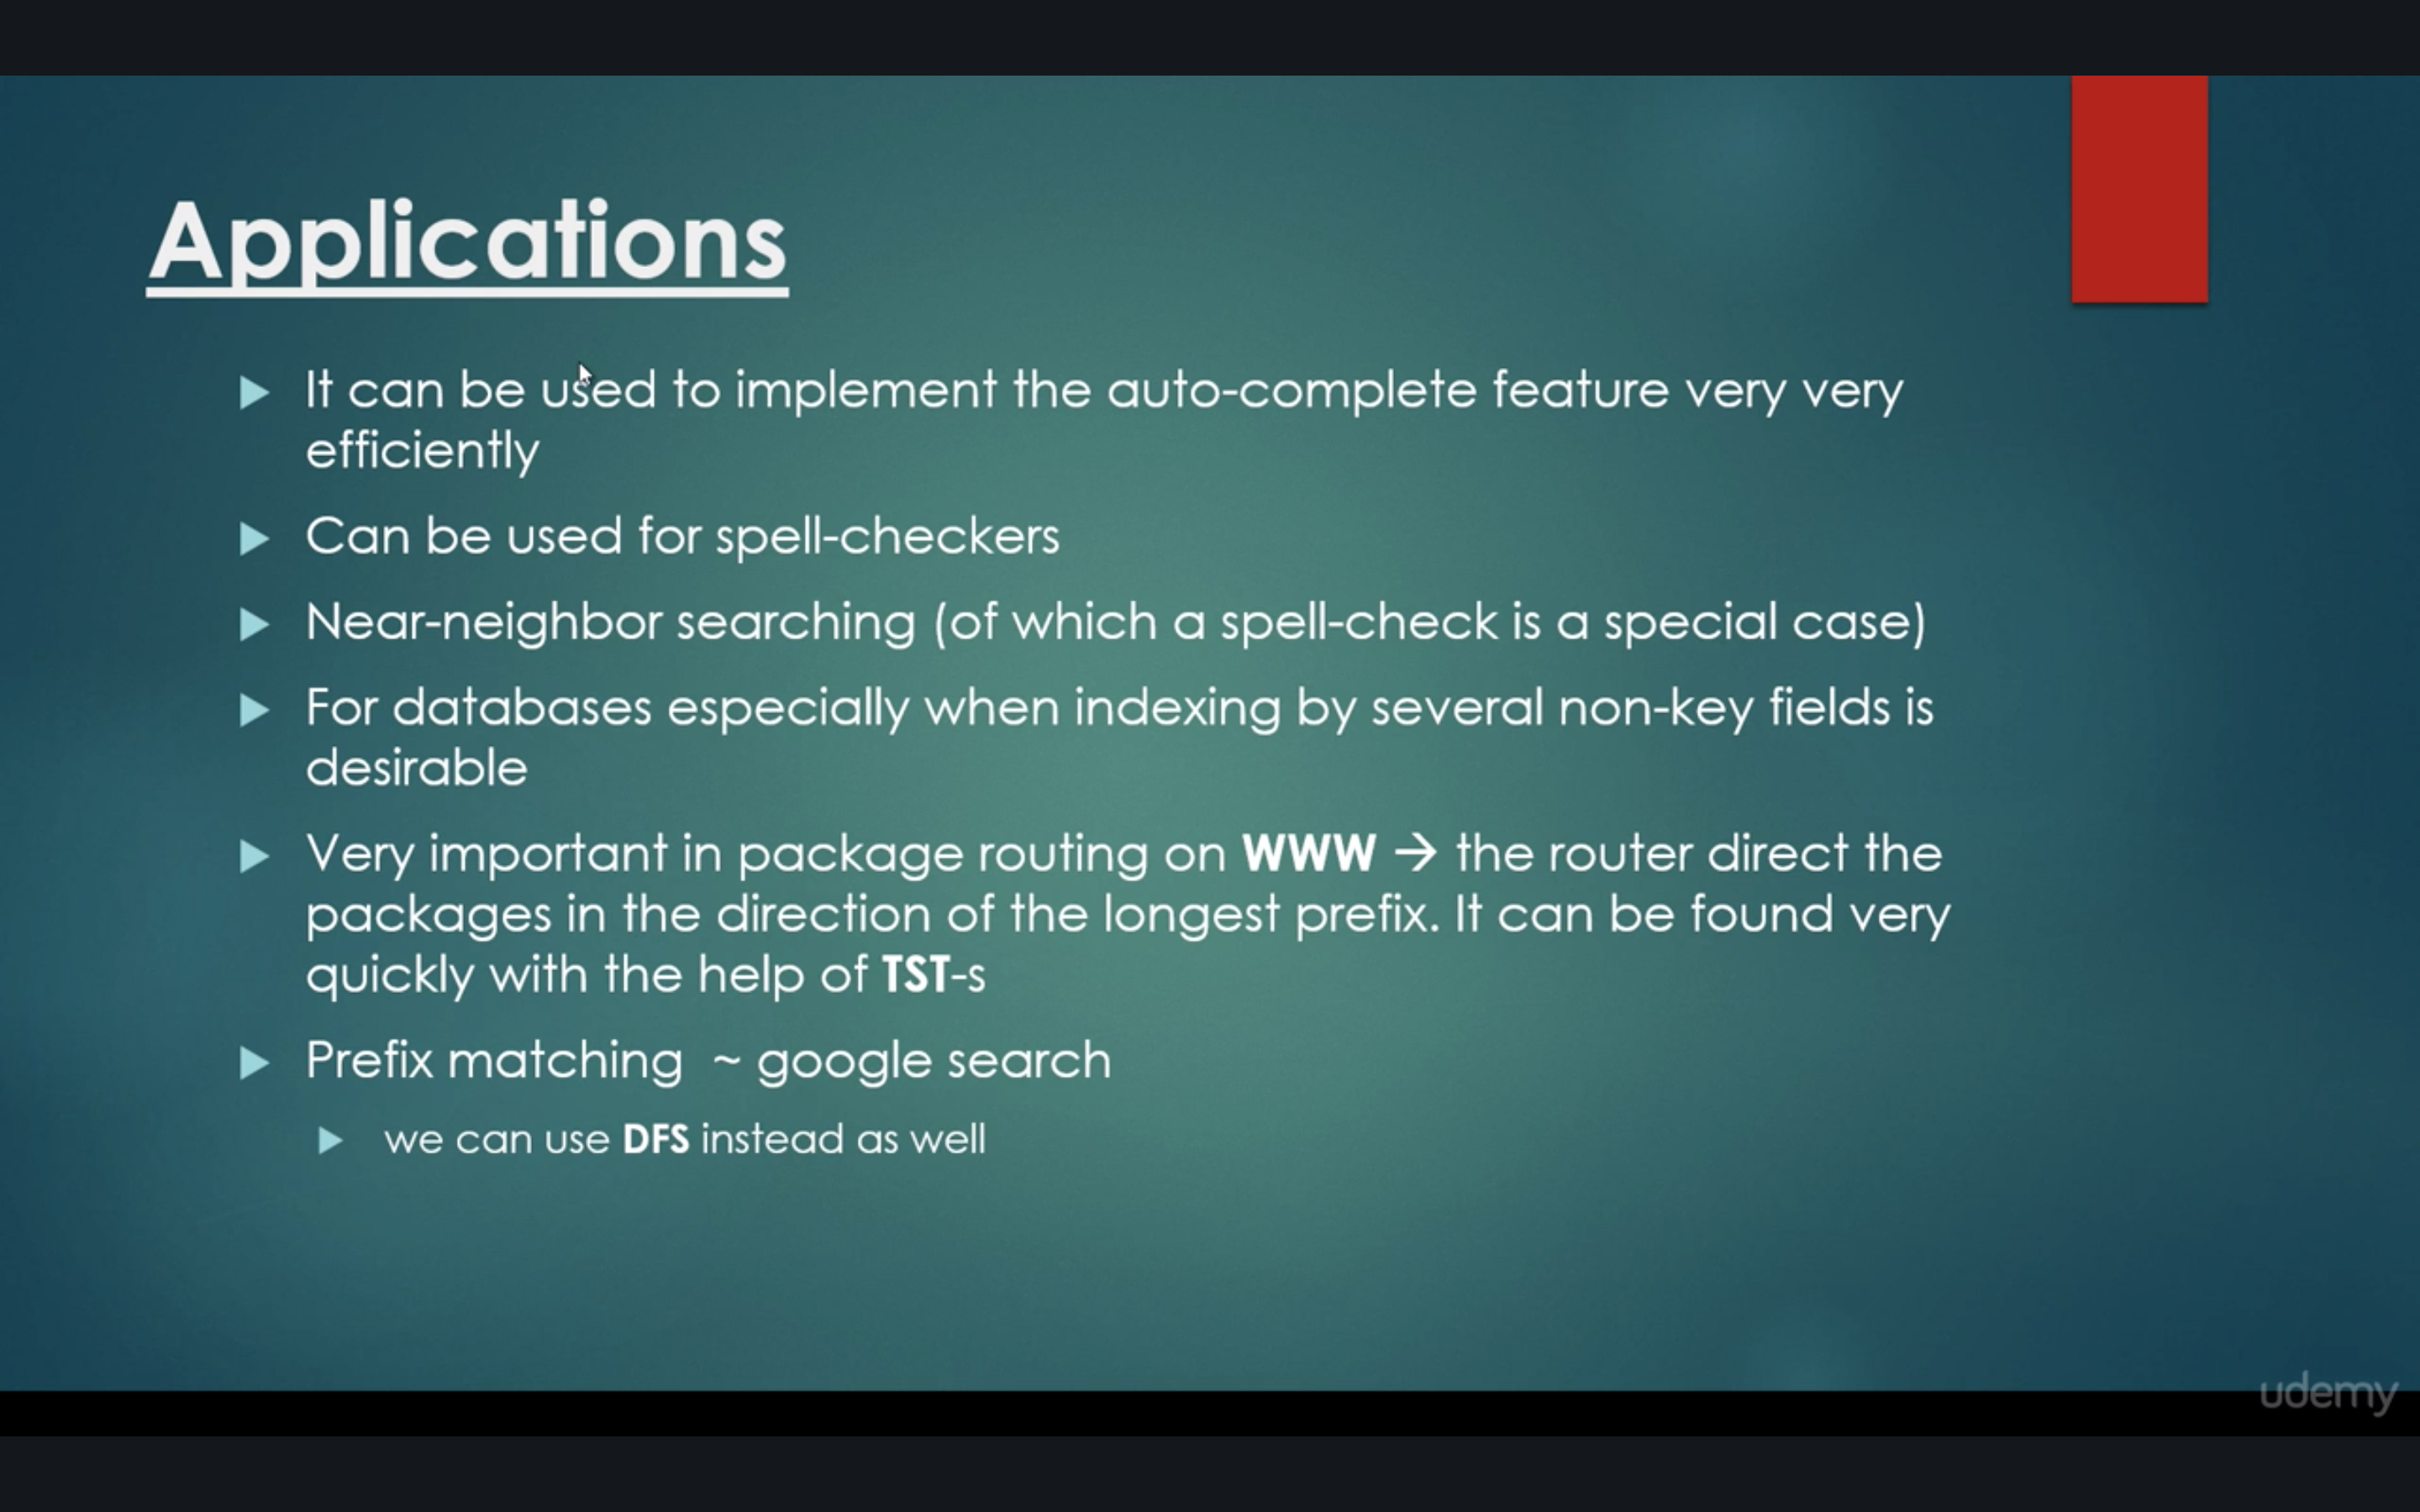 Applications
It can be used to implement the auto-complete feature very very
efficiently
Can be used for spell-checkers
Near-neighbor searching (of which a spell-check is a special case)
For databases especially when indexing by several non-key fields is
desirable
Very important in package routing on WWW → the router direct the
packages in the direction of the longest prefix. It can be found very
quickly with the help of TST-s
Prefix matching ~ google search
we can use DFS instead as well
udemy